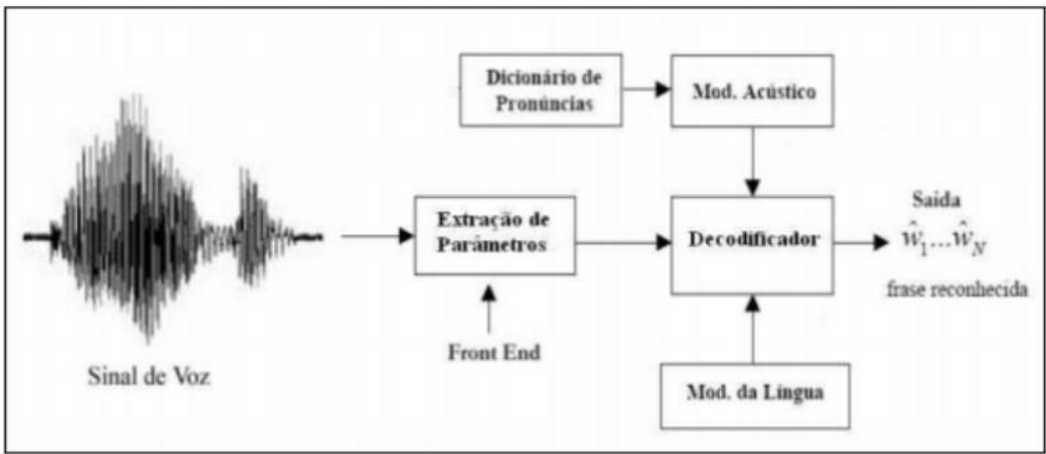 Dicionário de
Pronúncias
Mod. Acústico
Extração de
Parâmetros
Decodificador
Saída
ŵ₁...ŵ_N
frase reconhecida
Front End
Sinal de Voz
Mod. da Língua